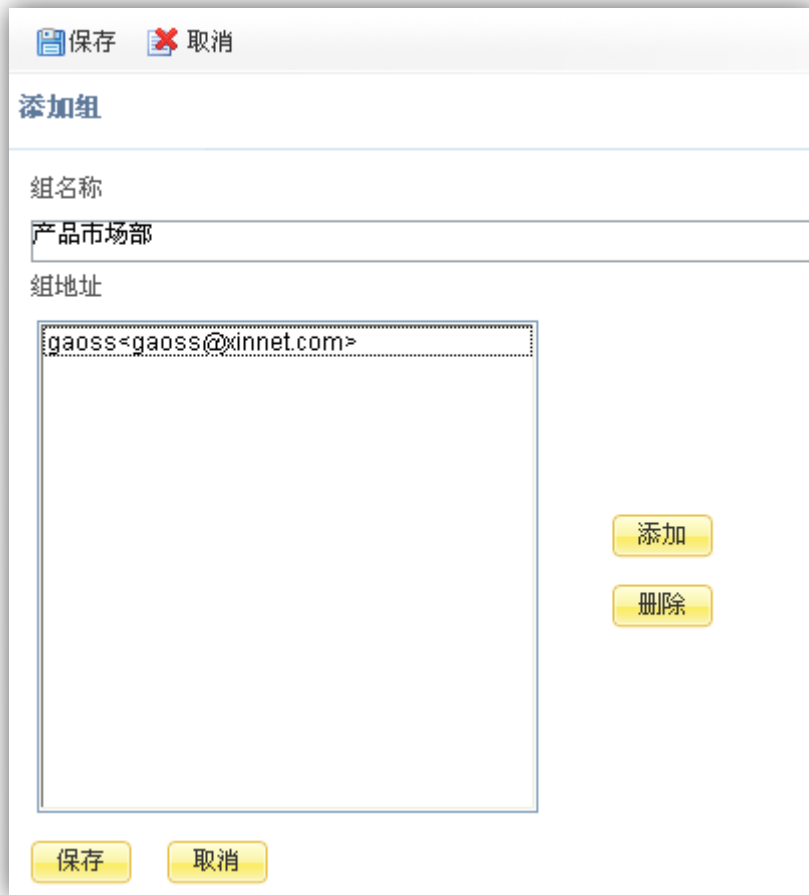 保存 取消
添加组
组名称
产品市场部
组地址
gaoss<gaoss@xinnet.com>
添加
删除
保存 取消